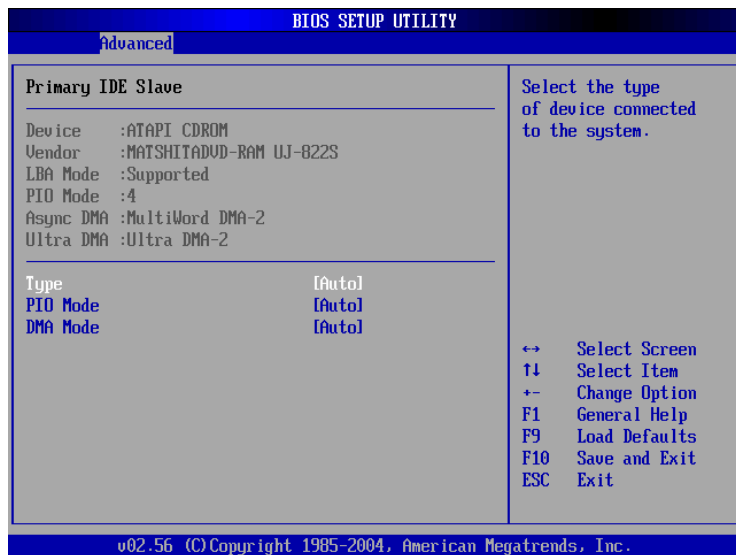 BIOS SETUP UTILITY
Advanced
Primary IDE Slave
Device :ATAPI CDROM
Vendor :MATSHITADVD-RAM UJ-822S
LBA Mode :Supported
PIO Mode :4
Async DMA :MultiWord DMA-2
Ultra DMA :Ultra DMA-2
Type [Auto]
PIO Mode [Auto]
DMA Mode [Auto]
Select the type
of device connected
to the system.
↔ Select Screen
↑↓ Select Item
+- Change Option
F1 General Help
F9 Load Defaults
F10 Save and Exit
ESC Exit
v02.56 (C)Copyright 1985-2004, American Megatrends, Inc.